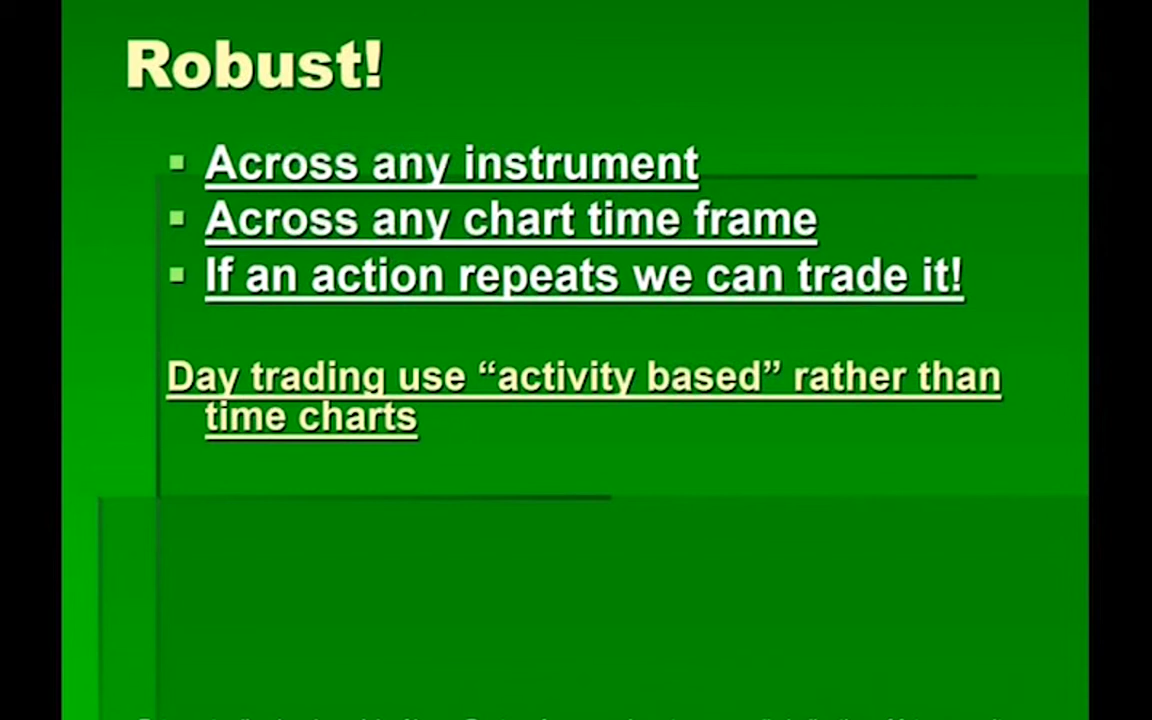 Robust!
Across any instrument
Across any chart time frame
If an action repeats we can trade it!
Day trading use “activity based” rather than
time charts